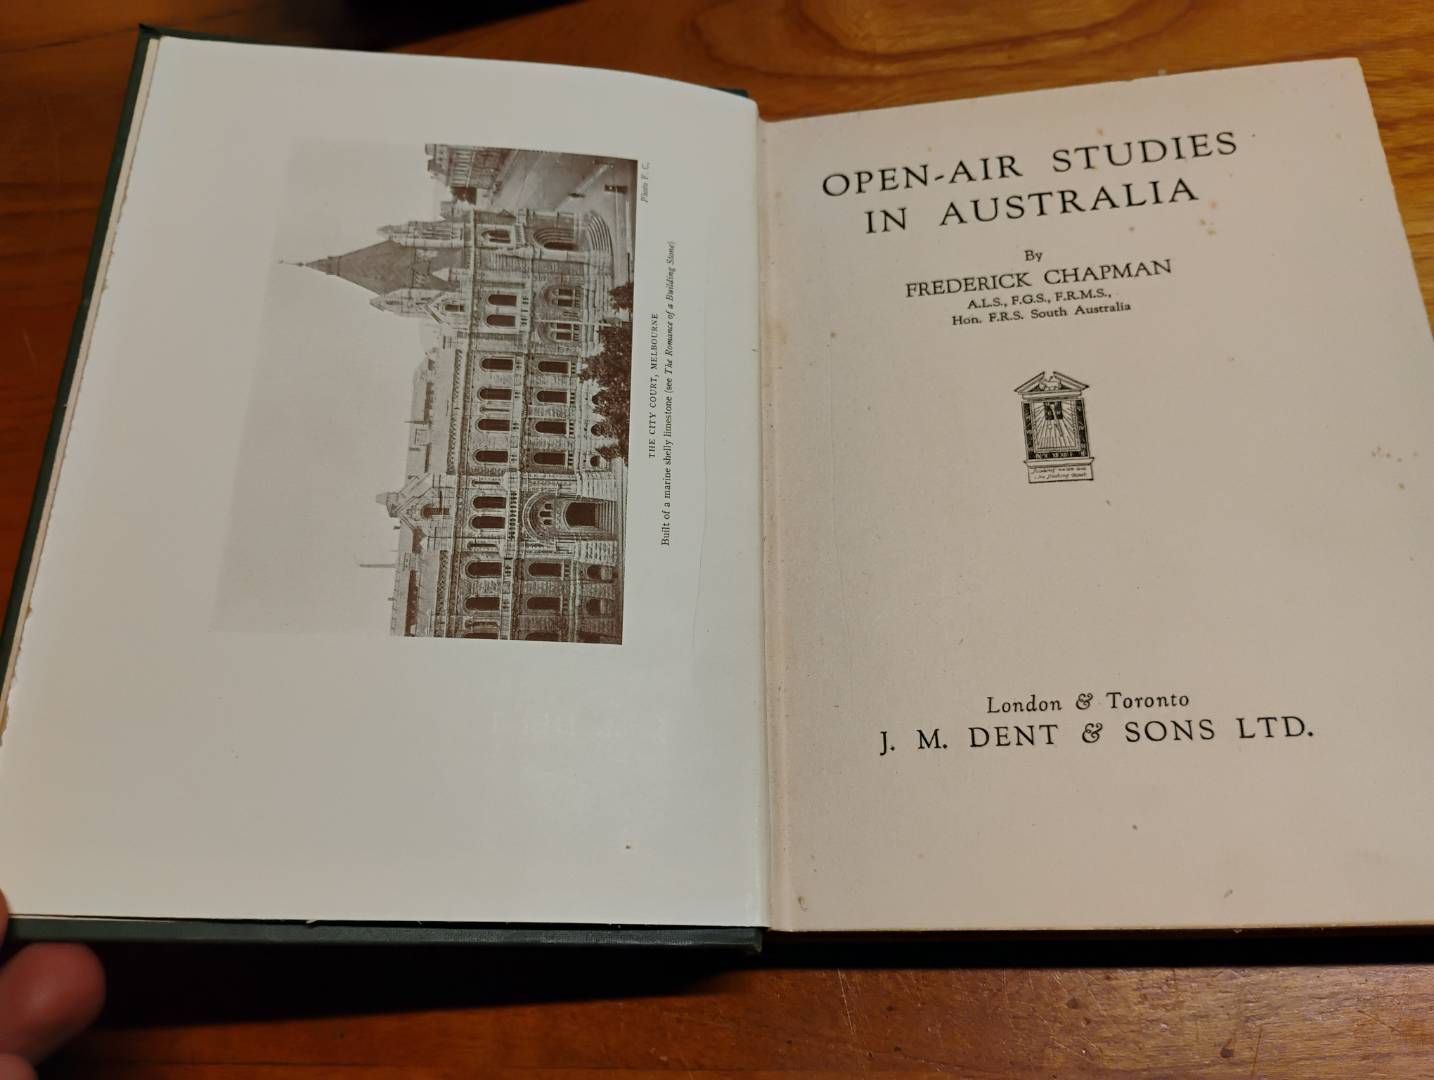 Photo F. C.
THE CITY COURT, MELBOURNE
Built of a marine shelly limestone (see The Romance of a Building Stone)
OPEN-AIR STUDIES
IN AUSTRALIA
By
FREDERICK CHAPMAN
A.L.S., F.G.S., F.R.M.S.,
Hon. F.R.S. South Australia
London & Toronto
J. M. DENT & SONS LTD.